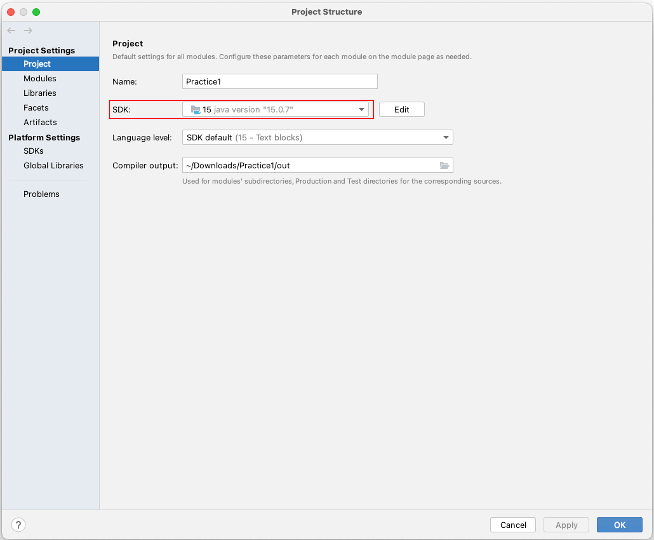 Project Structure
Project Settings
Project
Modules
Libraries
Facets
Artifacts
Platform Settings
SDKs
Global Libraries
Problems
Project
Default settings for all modules. Configure these parameters for each module on the module page as needed.
Name: Practice1
SDK: 15 java version "15.0.7" Edit
Language level: SDK default (15 - Text blocks)
Compiler output: ~/Downloads/Practice1/out
Used for modules' subdirectories, Production and Test directories for the corresponding sources.
? Cancel Apply OK